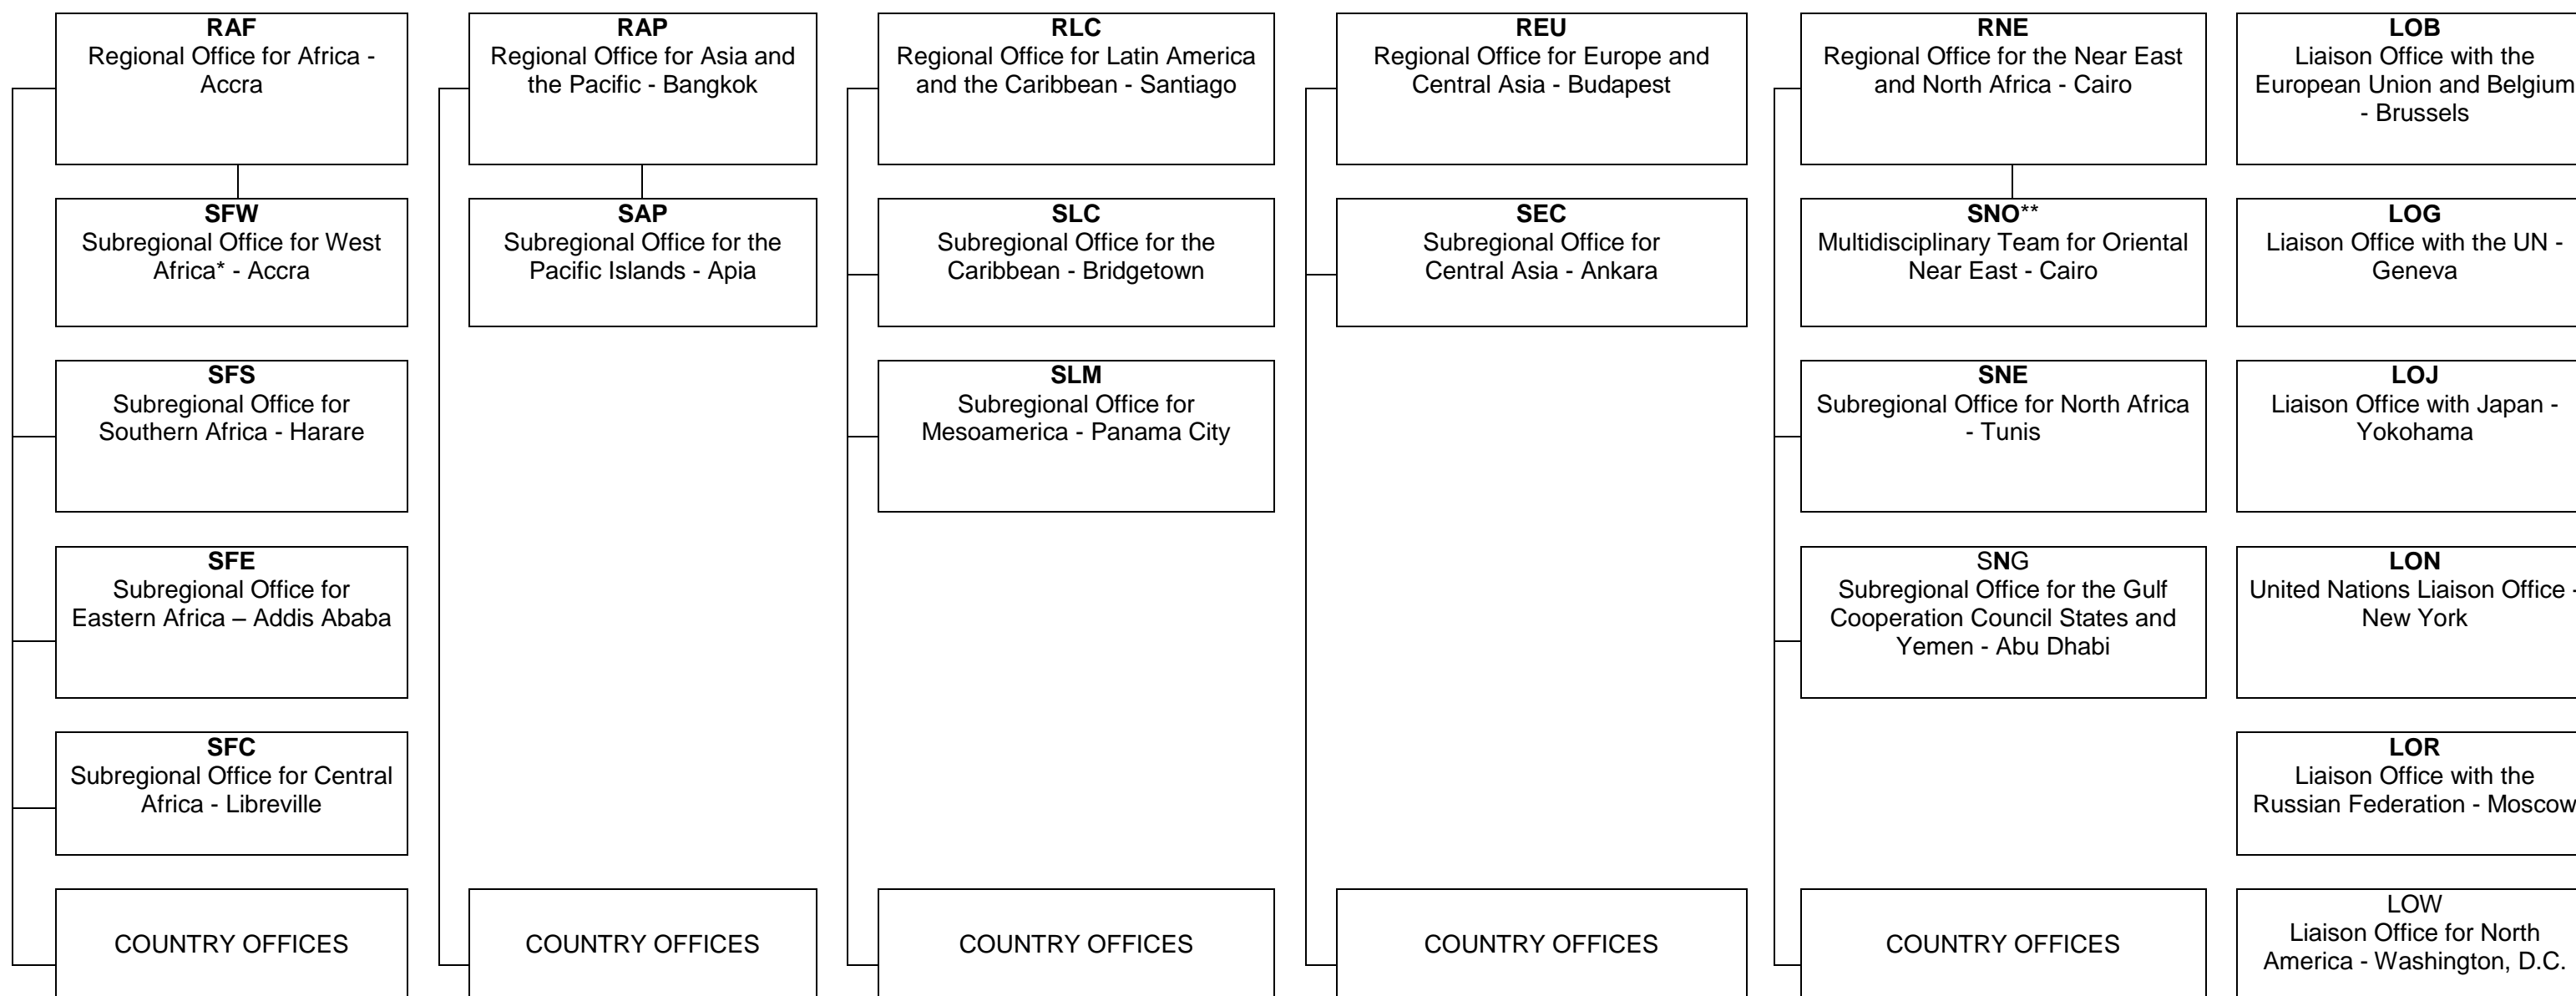 RAF
Regional Office for Africa -
Accra
SFW
Subregional Office for West
Africa* - Accra
SFS
Subregional Office for
Southern Africa - Harare
SFE
Subregional Office for
Eastern Africa – Addis Ababa
SFC
Subregional Office for Central
Africa - Libreville
COUNTRY OFFICES
RAP
Regional Office for Asia and
the Pacific - Bangkok
SAP
Subregional Office for the
Pacific Islands - Apia
COUNTRY OFFICES
RLC
Regional Office for Latin America
and the Caribbean - Santiago
SLC
Subregional Office for the
Caribbean - Bridgetown
SLM
Subregional Office for
Mesoamerica - Panama City
COUNTRY OFFICES
REU
Regional Office for Europe and
Central Asia - Budapest
SEC
Subregional Office for
Central Asia - Ankara
COUNTRY OFFICES
RNE
Regional Office for the Near East
and North Africa - Cairo
SNO**
Multidisciplinary Team for Oriental
Near East - Cairo
SNE
Subregional Office for North Africa
- Tunis
SNG
Subregional Office for the Gulf
Cooperation Council States and
Yemen - Abu Dhabi
COUNTRY OFFICES
LOB
Liaison Office with the
European Union and Belgium
- Brussels
LOG
Liaison Office with the UN -
Geneva
LOJ
Liaison Office with Japan -
Yokohama
LON
United Nations Liaison Office -
New York
LOR
Liaison Office with the
Russian Federation - Moscow
LOW
Liaison Office for North
America - Washington, D.C.